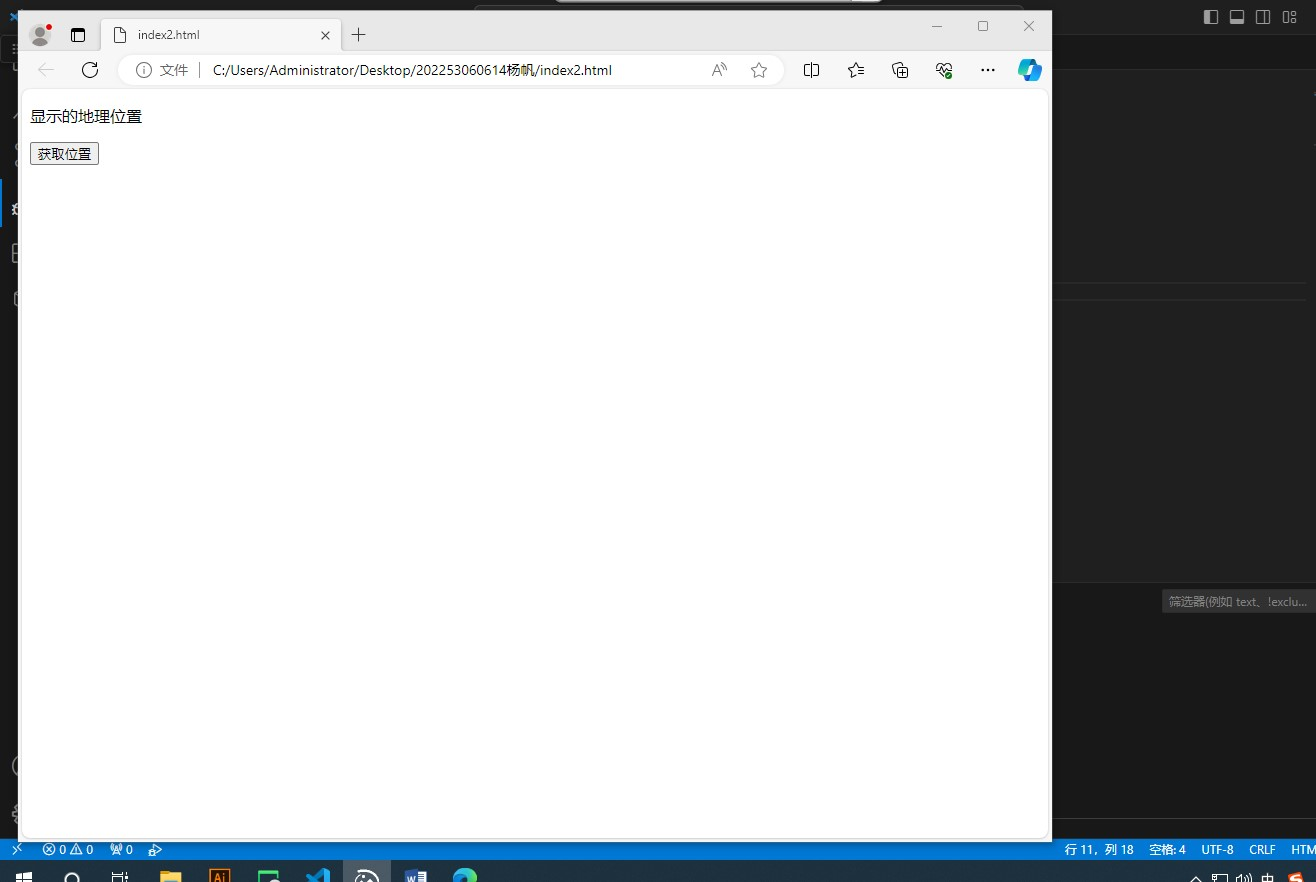 index2.html
文件 C:/Users/Administrator/Desktop/202253060614杨帆/index2.html
显示的地理位置
获取位置
筛选器(例如 text、!exclu...
0 0 0 行 11，列 18 空格: 4 UTF-8 CRLF HTM
Ai W 中 S